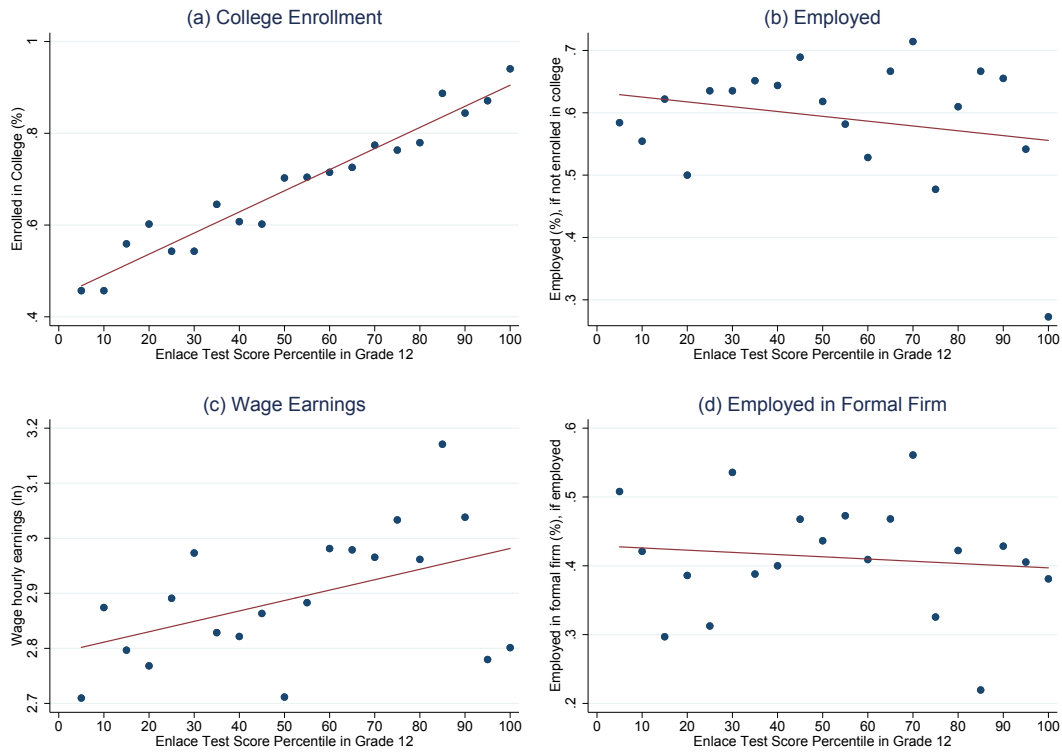 (a) College Enrollment
Enrolled in College (%)
1
.8
.6
.4
0 10 20 30 40 50 60 70 80 90 100
Enlace Test Score Percentile in Grade 12
(b) Employed
Employed (%), if not enrolled in college
.7
.6
.5
.4
.3
0 10 20 30 40 50 60 70 80 90 100
Enlace Test Score Percentile in Grade 12
(c) Wage Earnings
Wage hourly earnings (ln)
3.2
3.1
3
2.9
2.8
2.7
0 10 20 30 40 50 60 70 80 90 100
Enlace Test Score Percentile in Grade 12
(d) Employed in Formal Firm
Employed in formal firm (%), if employed
.6
.5
.4
.3
.2
0 10 20 30 40 50 60 70 80 90 100
Enlace Test Score Percentile in Grade 12